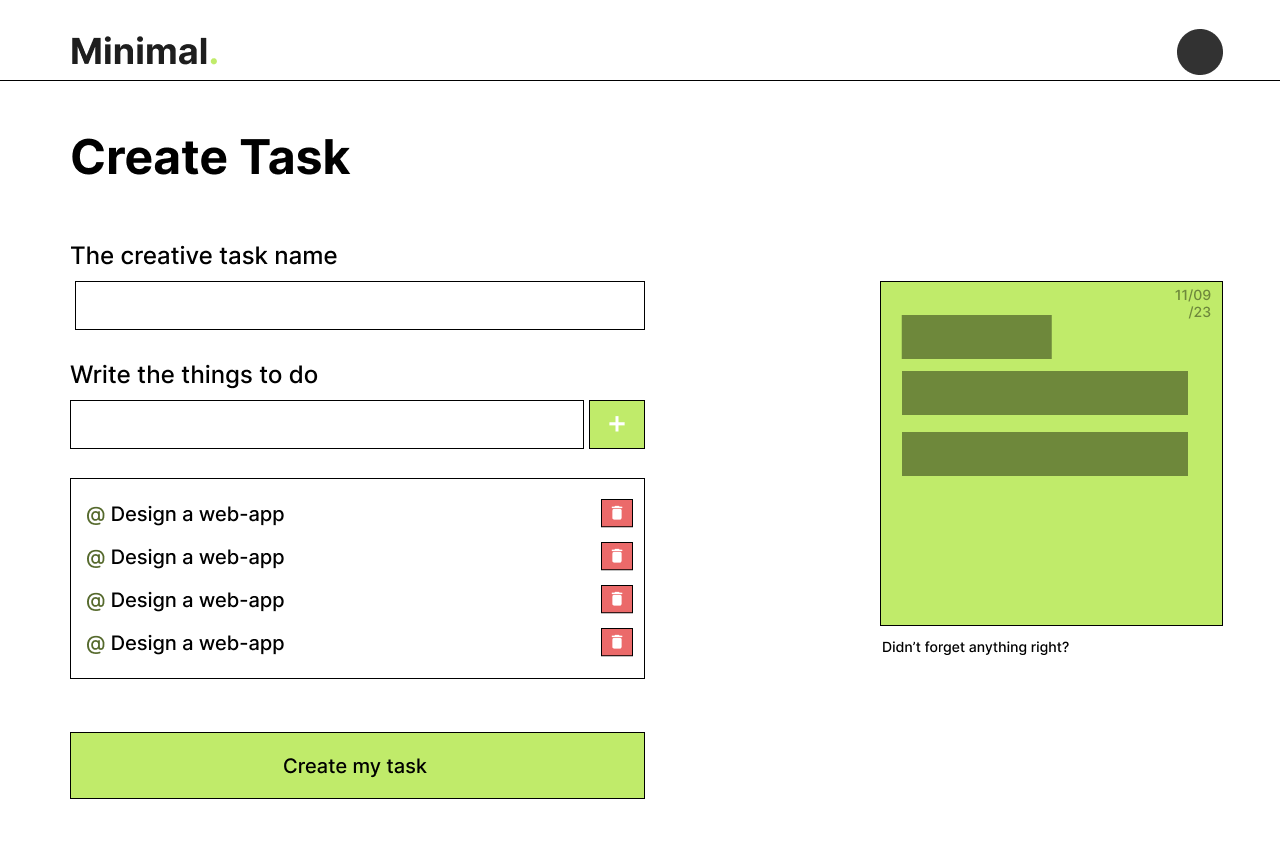 Minimal.
Create Task
The creative task name
Write the things to do
+
@ Design a web-app
@ Design a web-app
@ Design a web-app
@ Design a web-app
Create my task
11/09
/23
Didn’t forget anything right?